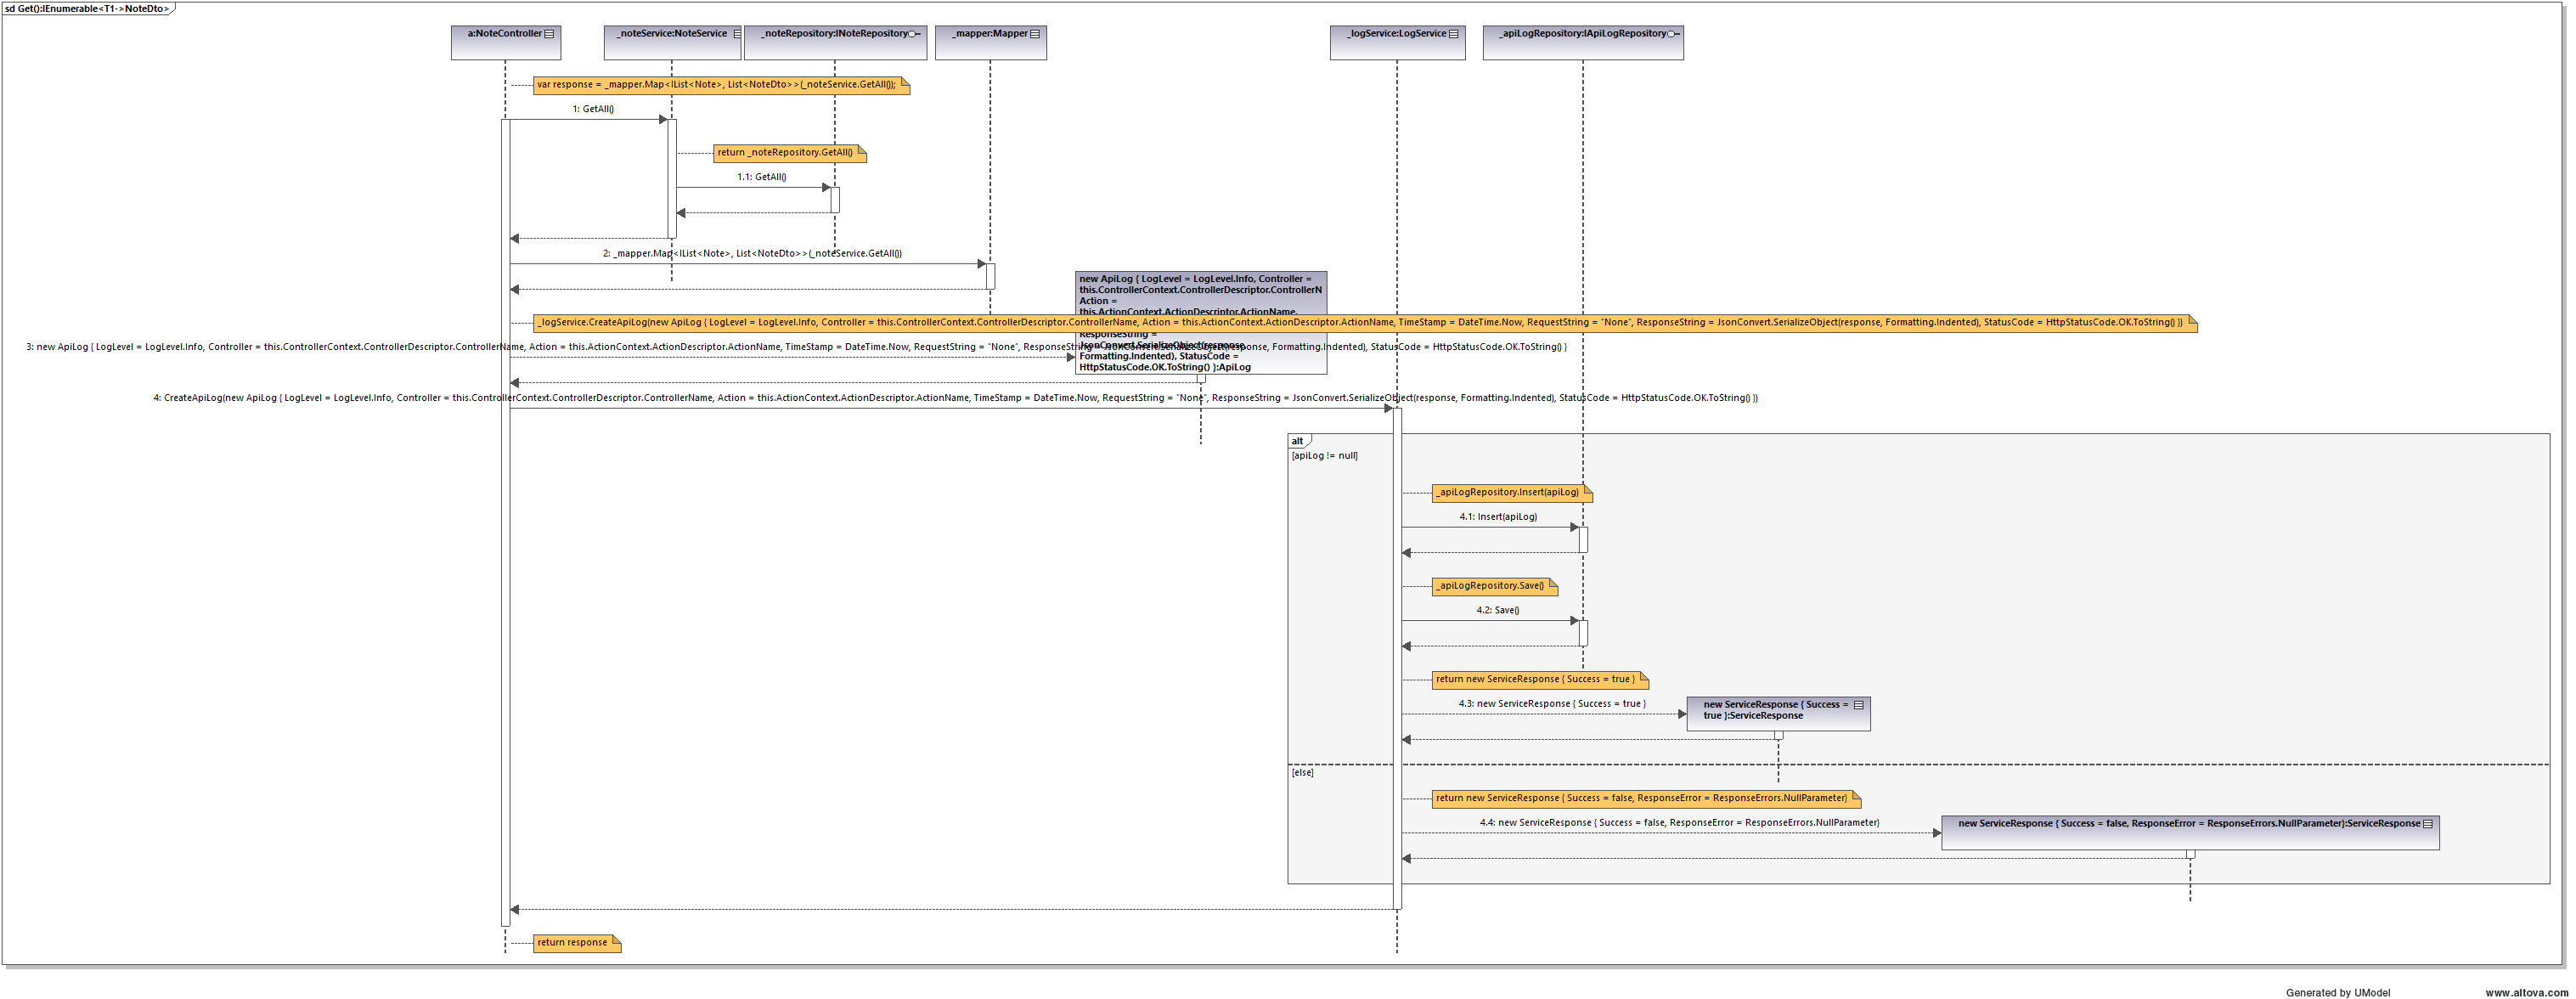 sd Get():IEnumerable<T1->NoteDto>
a:NoteController
_noteService:NoteService
_noteRepository:INoteRepository
_mapper:Mapper
_logService:LogService
_apiLogRepository:IApiLogRepository
var response = _mapper.Map<IList<Note>, List<NoteDto>>(_noteService.GetAll());
1: GetAll()
return _noteRepository.GetAll()
1.1: GetAll()
2: _mapper.Map<IList<Note>, List<NoteDto>>(_noteService.GetAll())
new ApiLog { LogLevel = LogLevel.Info, Controller =
this.ControllerContext.ControllerDescriptor.ControllerN
Action =
this.ActionContext.ActionDescriptor.ActionName,
_logService.CreateApiLog(new ApiLog { LogLevel = LogLevel.Info, Controller = this.ControllerContext.ControllerDescriptor.ControllerName, Action = this.ActionContext.ActionDescriptor.ActionName, TimeStamp = DateTime.Now, RequestString = "None", ResponseString = JsonConvert.SerializeObject(response, Formatting.Indented), StatusCode = HttpStatusCode.OK.ToString() })
ResponseString =
JsonConvert.SerializeObject(response,
Formatting.Indented), StatusCode =
HttpStatusCode.OK.ToString() }:ApiLog
3: new ApiLog { LogLevel = LogLevel.Info, Controller = this.ControllerContext.ControllerDescriptor.ControllerName, Action = this.ActionContext.ActionDescriptor.ActionName, TimeStamp = DateTime.Now, RequestString = "None", ResponseString = JsonConvert.SerializeObject(response, Formatting.Indented), StatusCode = HttpStatusCode.OK.ToString() }
4: CreateApiLog(new ApiLog { LogLevel = LogLevel.Info, Controller = this.ControllerContext.ControllerDescriptor.ControllerName, Action = this.ActionContext.ActionDescriptor.ActionName, TimeStamp = DateTime.Now, RequestString = "None", ResponseString = JsonConvert.SerializeObject(response, Formatting.Indented), StatusCode = HttpStatusCode.OK.ToString() })
alt
[apiLog != null]
_apiLogRepository.Insert(apiLog)
4.1: Insert(apiLog)
_apiLogRepository.Save()
4.2: Save()
return new ServiceResponse { Success = true }
4.3: new ServiceResponse { Success = true }
new ServiceResponse { Success =
true }:ServiceResponse
[else]
return new ServiceResponse { Success = false, ResponseError = ResponseErrors.NullParameter}
4.4: new ServiceResponse { Success = false, ResponseError = ResponseErrors.NullParameter}
new ServiceResponse { Success = false, ResponseError = ResponseErrors.NullParameter}:ServiceResponse
return response
Generated by UModel
www.altova.com